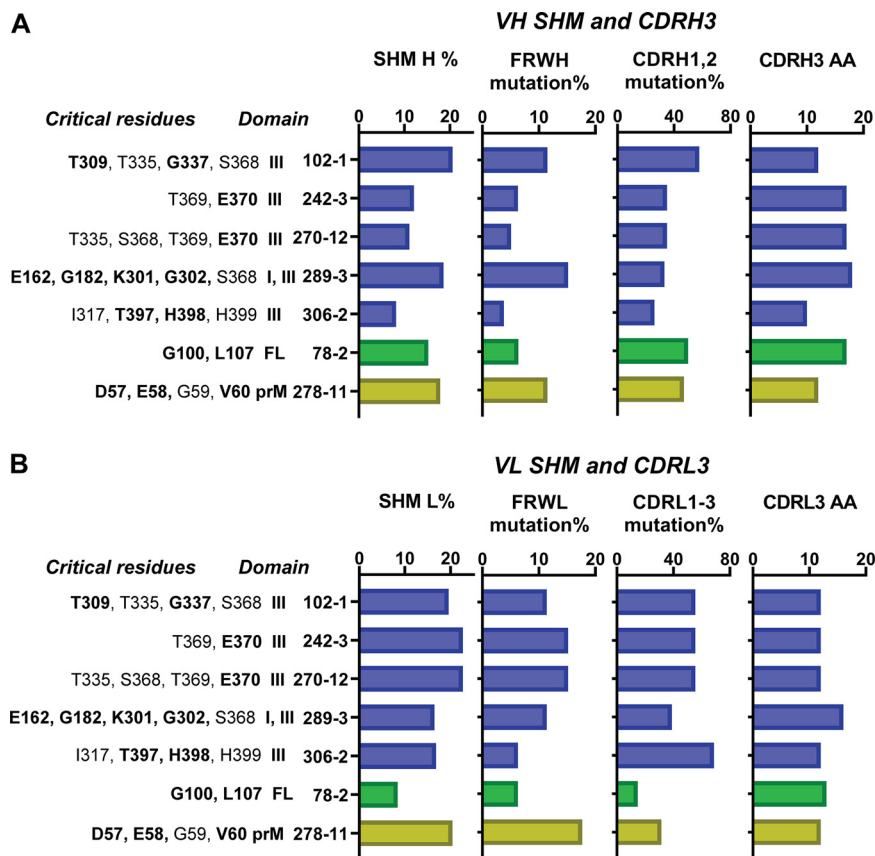 A
VH SHM and CDRH3
SHM H %
FRWH mutation%
CDRH1,2 mutation%
CDRH3 AA
Critical residues Domain
0 10 20
0 10 20
0 40 80
0 10 20
T309, T335, G337, S368 III 102-1
T369, E370 III 242-3
T335, S368, T369, E370 III 270-12
E162, G182, K301, G302, S368 I, III 289-3
I317, T397, H398, H399 III 306-2
G100, L107 FL 78-2
D57, E58, G59, V60 prM 278-11
B
VL SHM and CDRL3
SHM L%
FRWL mutation%
CDRL1-3 mutation%
CDRL3 AA
Critical residues Domain
0 10 20
0 10 20
0 40 80
0 10 20
T309, T335, G337, S368 III 102-1
T369, E370 III 242-3
T335, S368, T369, E370 III 270-12
E162, G182, K301, G302, S368 I, III 289-3
I317, T397, H398, H399 III 306-2
G100, L107 FL 78-2
D57, E58, G59, V60 prM 278-11